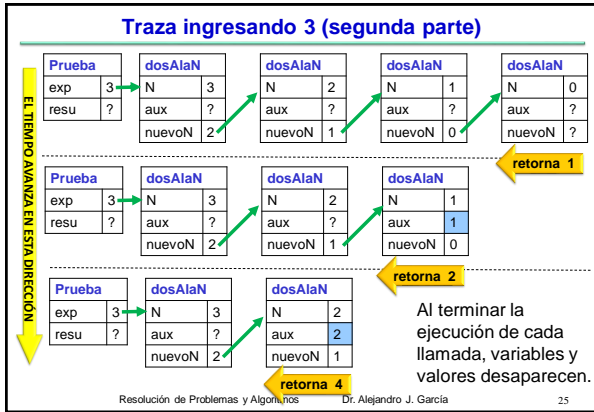 Traza ingresando 3 (segunda parte)
EL TIEMPO AVANZA EN ESTA DIRECCIÓN
Prueba dosAlaN dosAlaN dosAlaN dosAlaN
exp 3 N 3 N 2 N 1 N 0
resu ? aux ? aux ? aux ? aux ?
nuevoN 2 nuevoN 1 nuevoN 0 nuevoN ?
retorna 1
Prueba dosAlaN dosAlaN dosAlaN
exp 3 N 3 N 2 N 1
resu ? aux ? aux ? aux 1
nuevoN 2 nuevoN 1 nuevoN 0
retorna 2
Prueba dosAlaN dosAlaN
exp 3 N 3 N 2
resu ? aux ? aux 2
nuevoN 2 nuevoN 1
retorna 4
Al terminar la
ejecución de cada
llamada, variables y
valores desaparecen.
Resolución de Problemas y Algoritmos Dr. Alejandro J. García 25